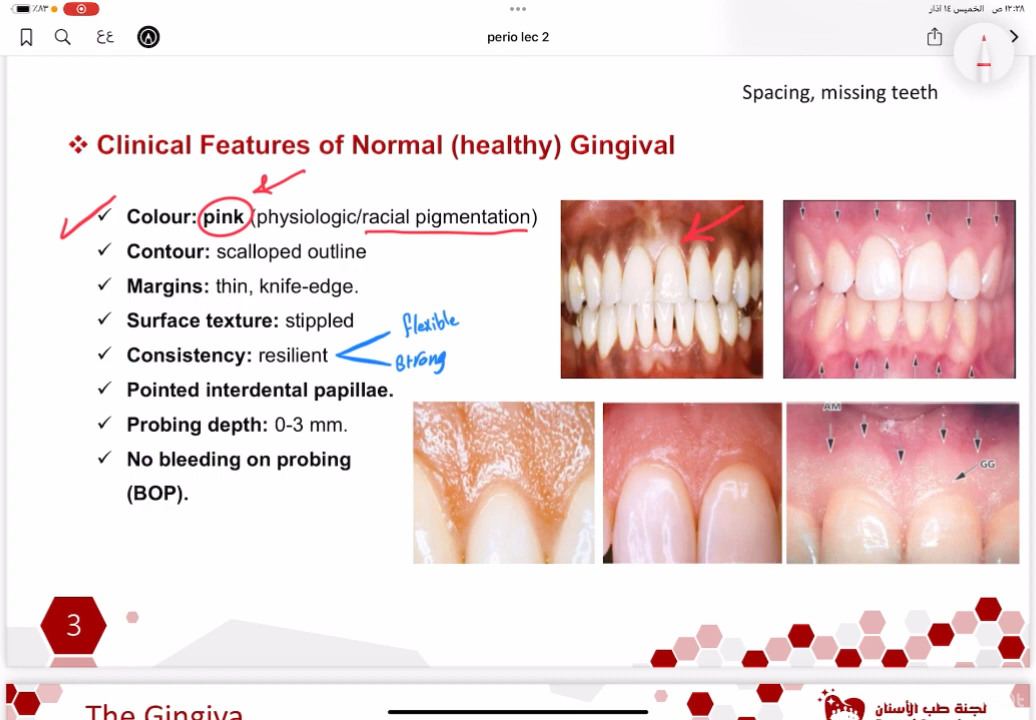 ٪٨٣
١٢:٢٨ ص الخميس ١٤ آذار
perio lec 2
Spacing, missing teeth
❖ Clinical Features of Normal (healthy) Gingival
✓ Colour: pink (physiologic/racial pigmentation)
✓ Contour: scalloped outline
✓ Margins: thin, knife-edge.
✓ Surface texture: stippled
flexible
✓ Consistency: resilient
strong
✓ Pointed interdental papillae.
✓ Probing depth: 0-3 mm.
✓ No bleeding on probing
(BOP).
AM
GG
3
The Gingiva
لجنة طب الأسنان